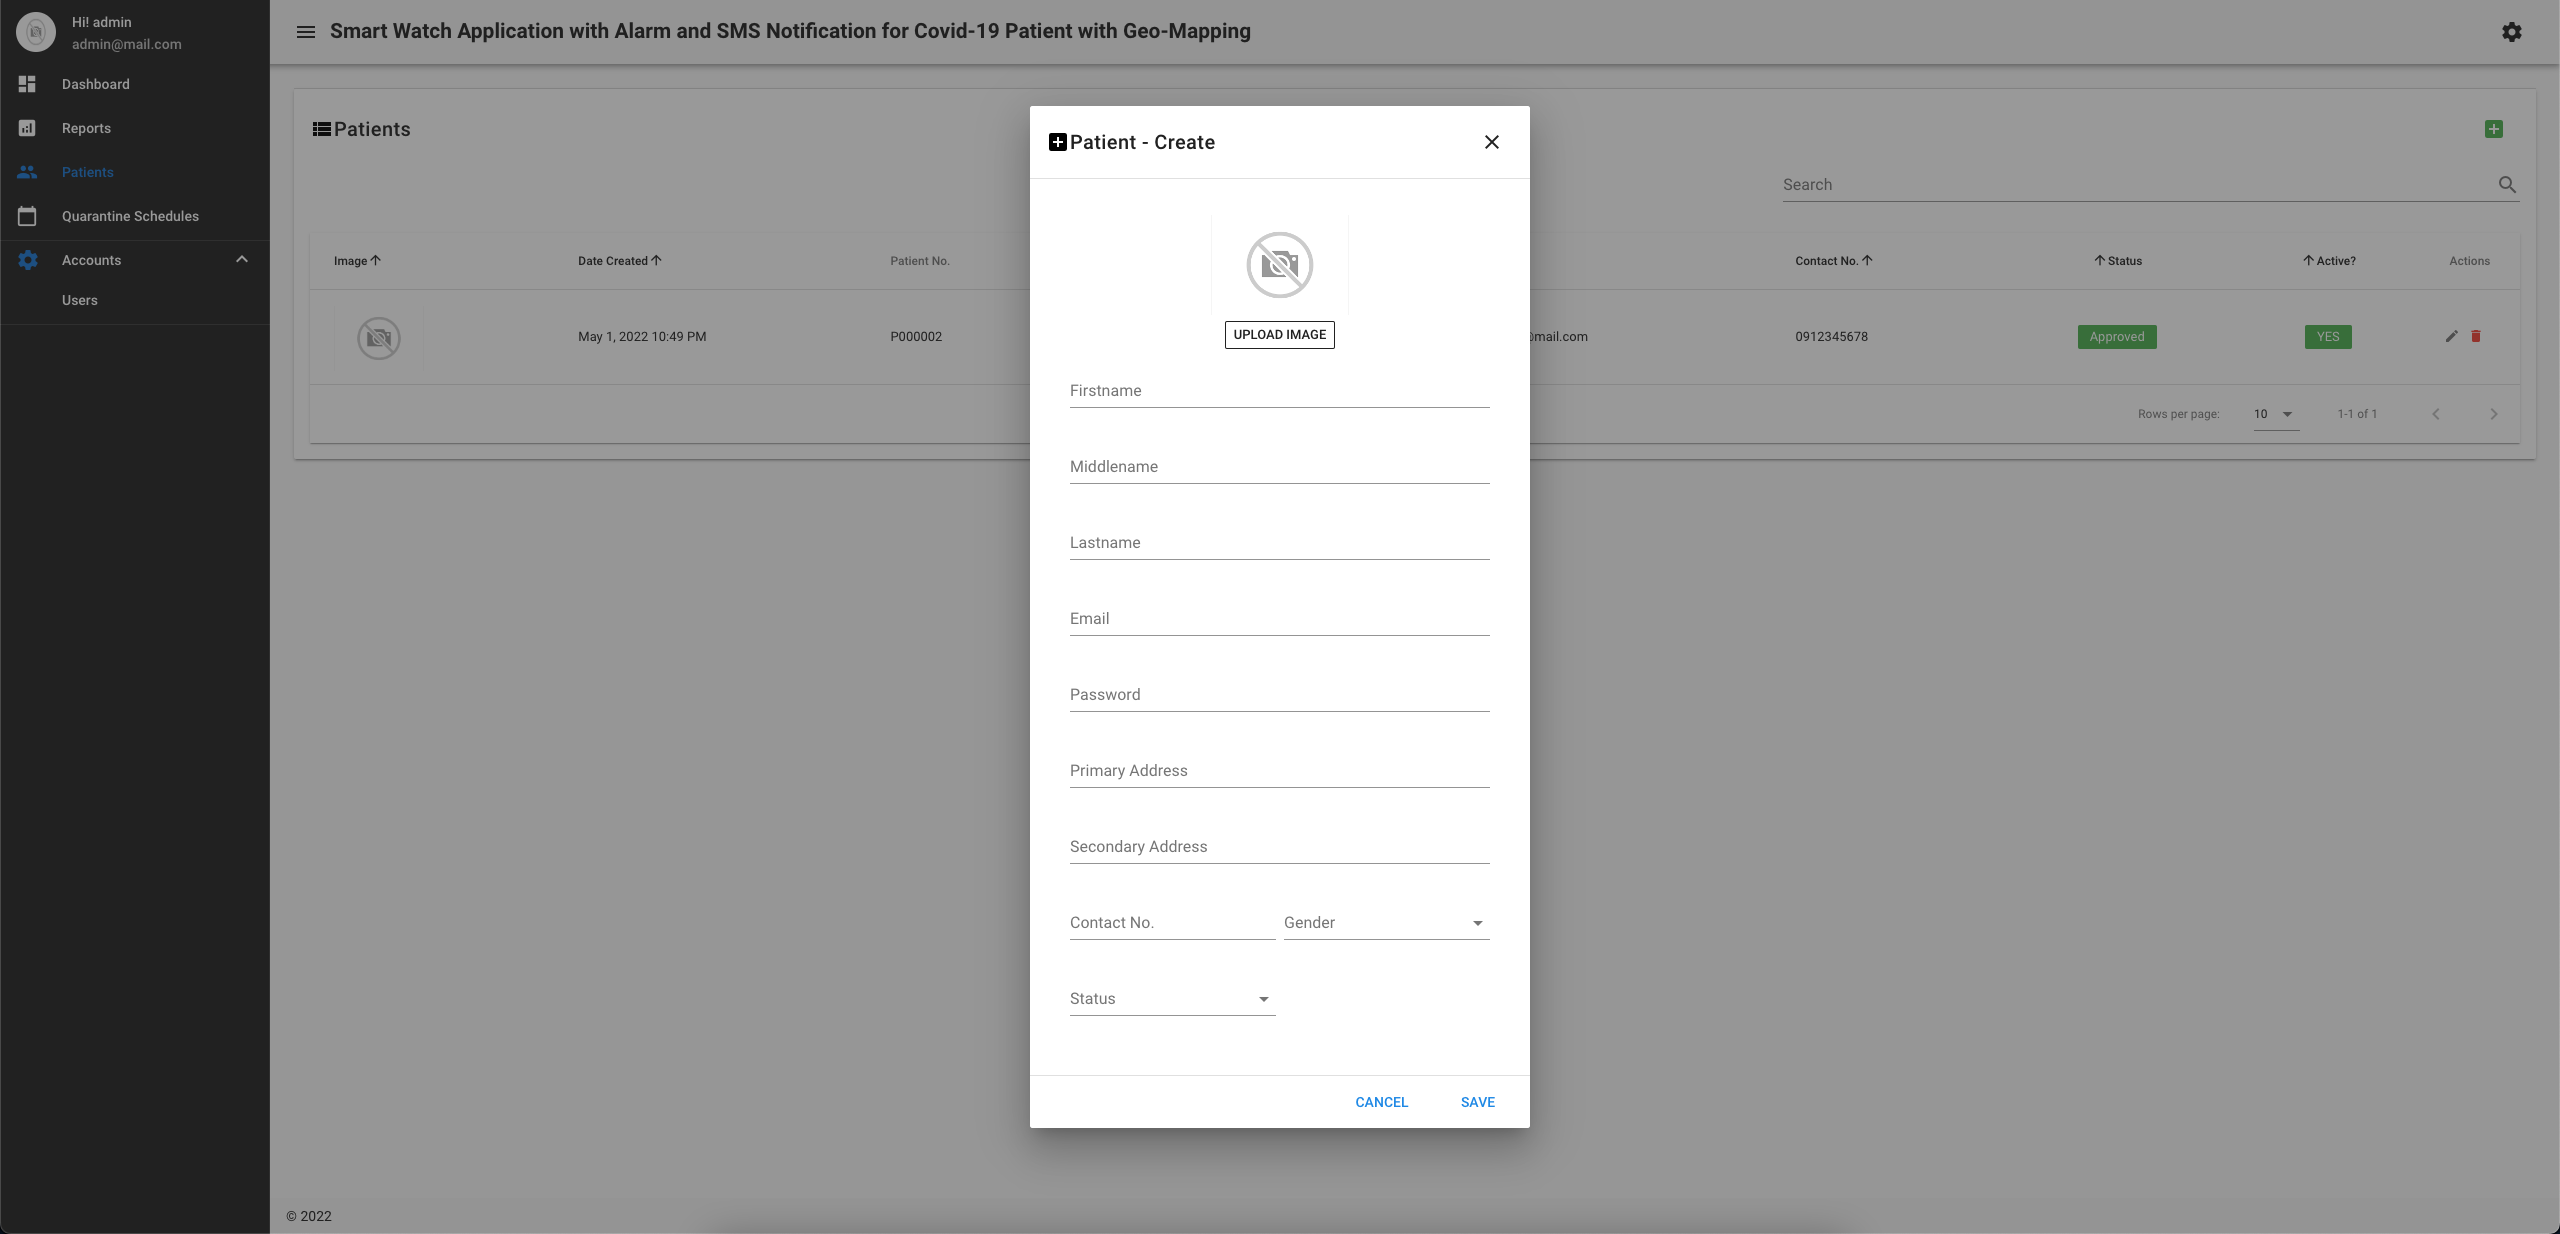 Hi! admin
admin@mail.com
Dashboard
Reports
Patients
Quarantine Schedules
Accounts
Users
Smart Watch Application with Alarm and SMS Notification for Covid-19 Patient with Geo-Mapping
Patients
Search
Image
Date Created
Patient No.
Contact No.
Status
Active?
Actions
May 1, 2022 10:49 PM
P000002
mail.com
0912345678
Approved
YES
Rows per page:
10
1-1 of 1
Patient - Create
UPLOAD IMAGE
Firstname
Middlename
Lastname
Email
Password
Primary Address
Secondary Address
Contact No.
Gender
Status
CANCEL
SAVE
© 2022